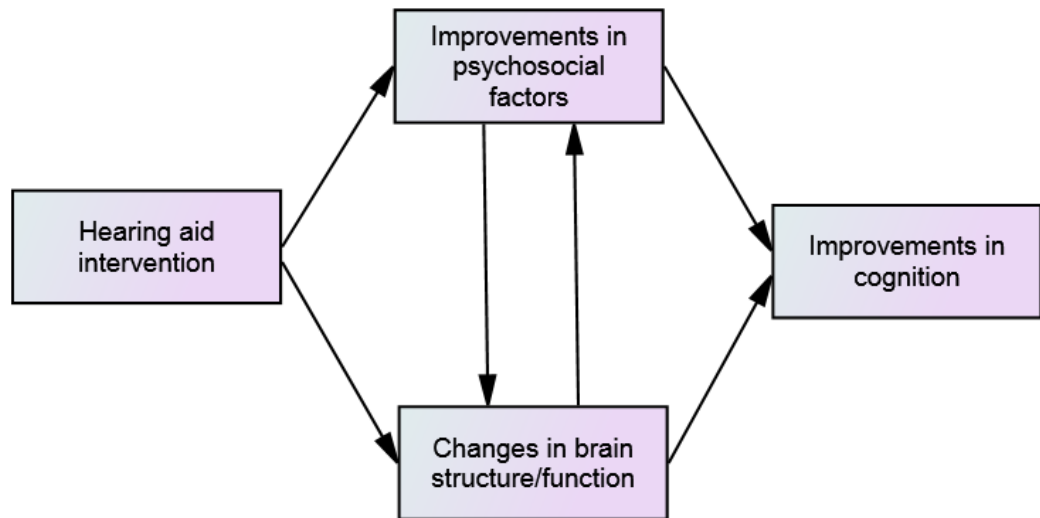 Improvements in
psychosocial
factors
Hearing aid
intervention
Improvements in
cognition
Changes in brain
structure/function